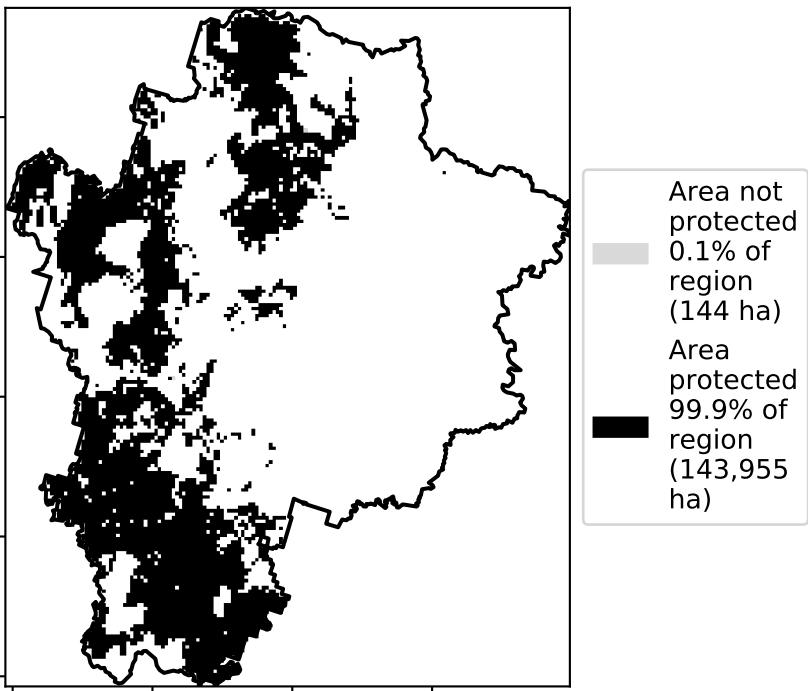 Area not
protected
0.1% of
region
(144 ha)
Area
protected
99.9% of
region
(143,955
ha)